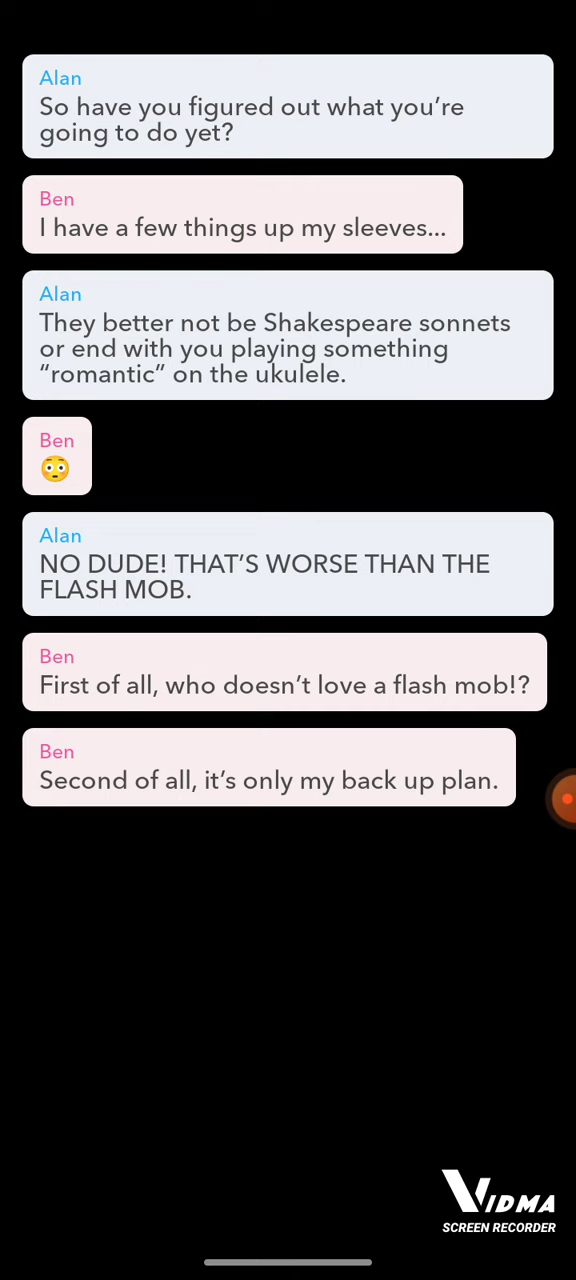 Alan
So have you figured out what you’re
going to do yet?
Ben
I have a few things up my sleeves...
Alan
They better not be Shakespeare sonnets
or end with you playing something
“romantic” on the ukulele.
Ben
😳
Alan
NO DUDE! THAT’S WORSE THAN THE
FLASH MOB.
Ben
First of all, who doesn’t love a flash mob!?
Ben
Second of all, it’s only my back up plan.
VIDMA
SCREEN RECORDER